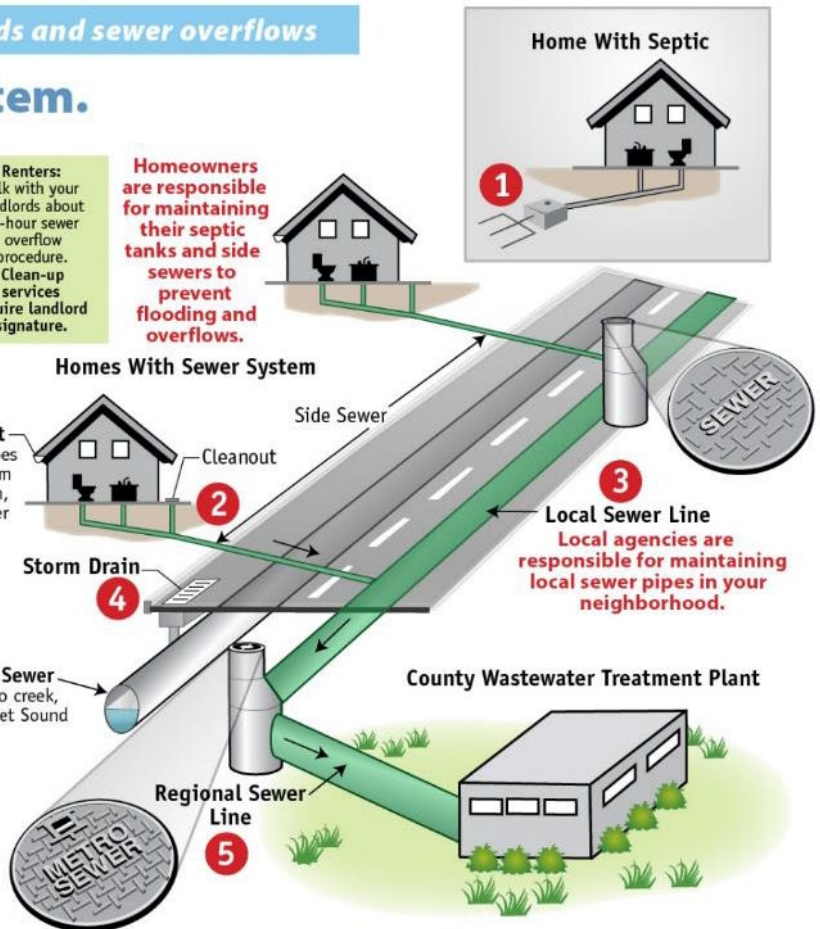 ds and sewer overflows
tem.
Renters:
lk with your
dlords about
-hour sewer
overflow
procedure.
Clean-up
services
uire landlord
signature.
Homeowners
are responsible
for maintaining
their septic
tanks and side
sewers to
prevent
flooding and
overflows.
Home With Septic
1
Homes With Sewer System
Side Sewer
SEWER
t
es
m
n,
er
Cleanout
2
3
Local Sewer Line
Local agencies are
responsible for maintaining
local sewer pipes in your
neighborhood.
Storm Drain
4
Sewer
o creek,
et Sound
County Wastewater Treatment Plant
Regional Sewer
Line
5
METRO
SEWER